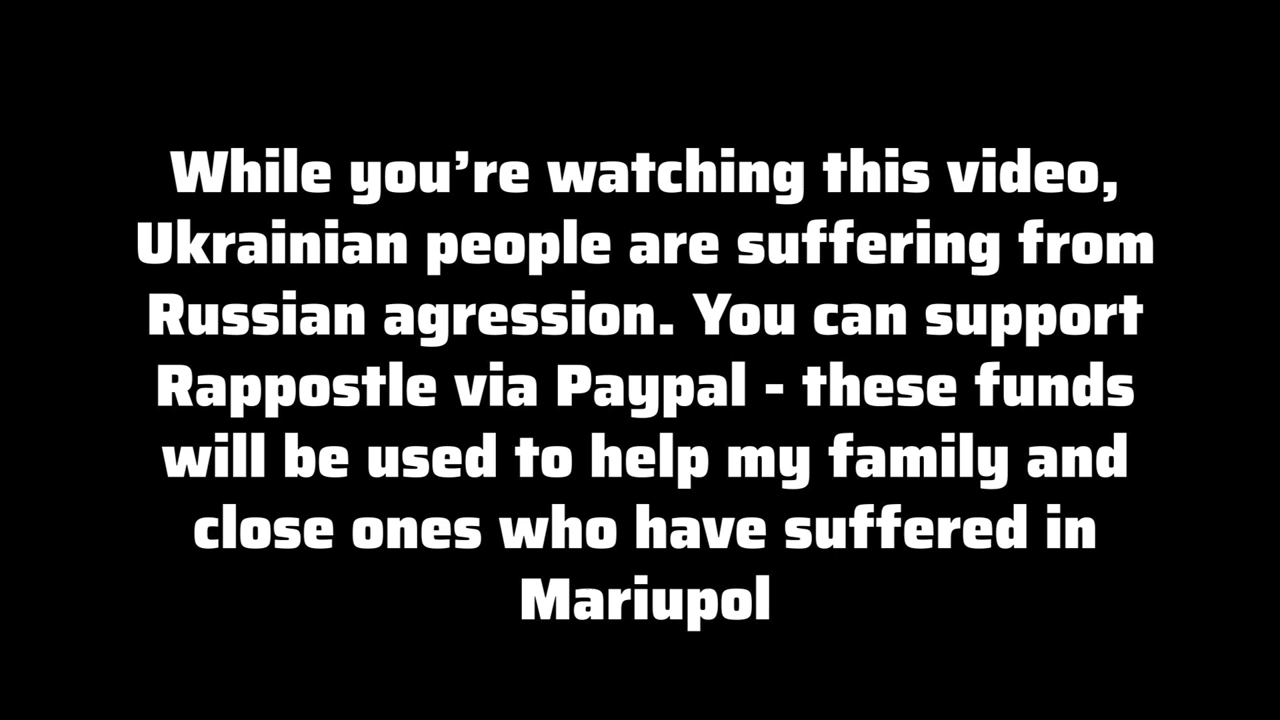 While you’re watching this video,
Ukrainian people are suffering from
Russian agression. You can support
Rappostle via Paypal - these funds
will be used to help my family and
close ones who have suffered in
Mariupol